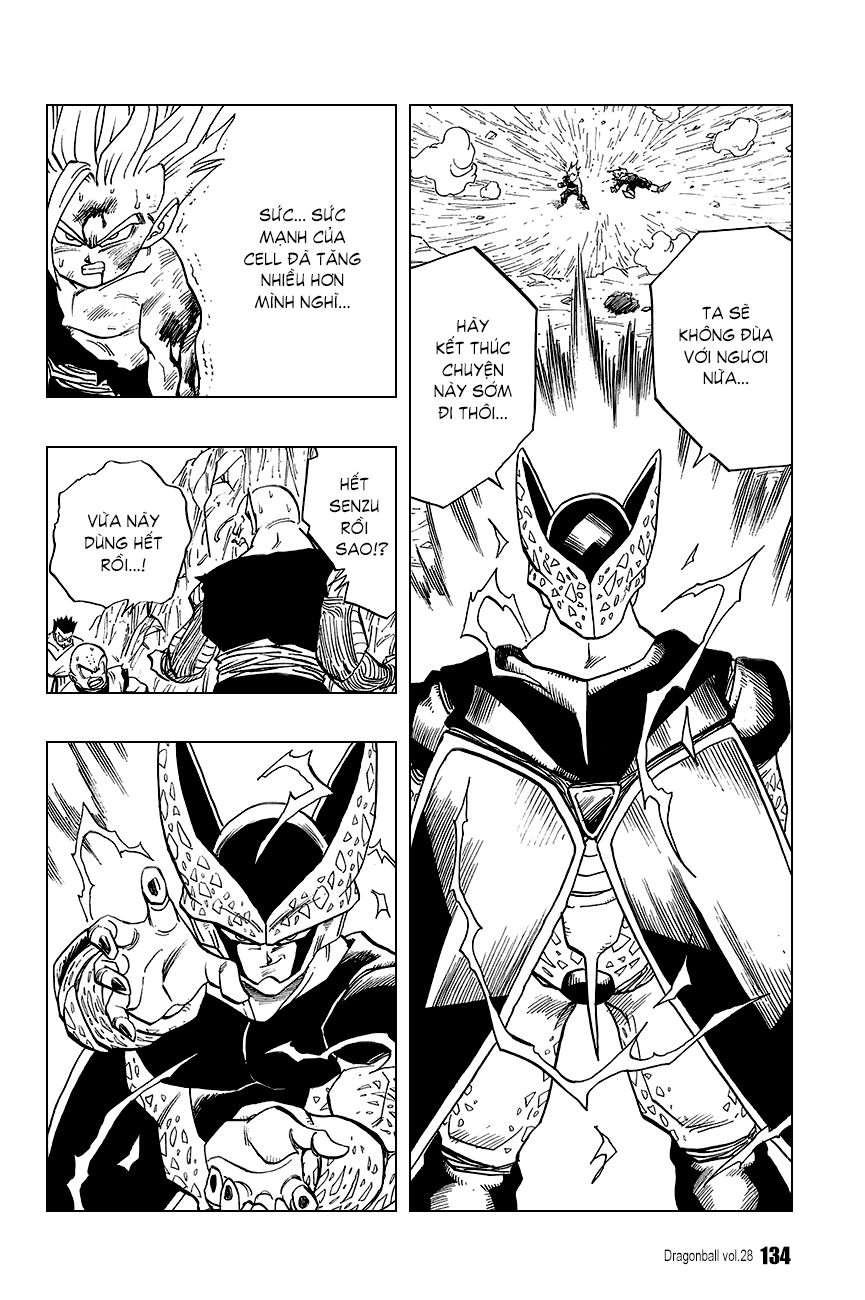 TA SẼ
KHÔNG ĐÙA
VỚI NGƯƠI
NỮA...
HÃY
KẾT THÚC
CHUYỆN
NÀY SỚM
ĐI THÔI...
SỨC... SỨC
MẠNH CỦA
CELL ĐÃ TĂNG
NHIỀU HƠN
MÌNH NGHĨ...
HẾT
SENZU
RỒI
SAO!?
VỪA NÃY
DÙNG HẾT
RỒI...!
Dragonball vol.28 134